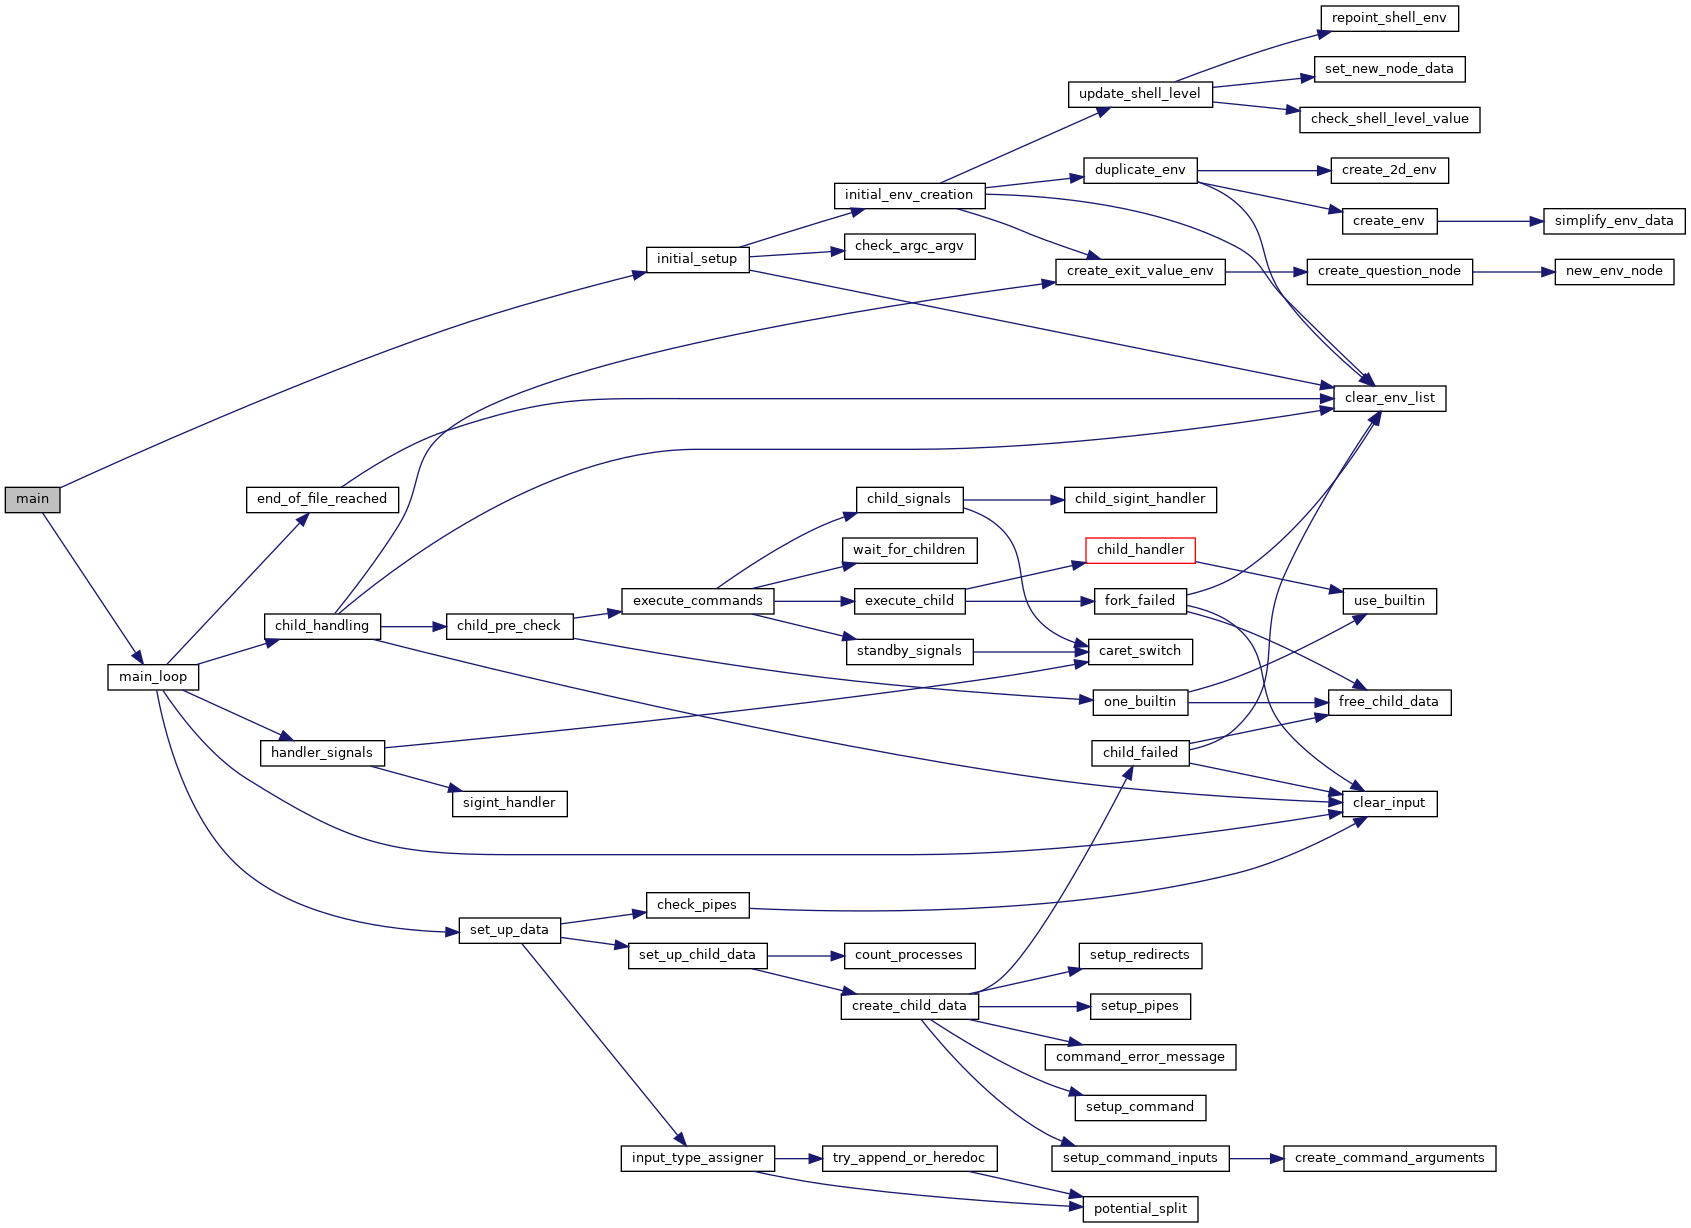 repoint_shell_env
set_new_node_data
update_shell_level
check_shell_level_value
duplicate_env
create_2d_env
initial_env_creation
create_env
simplify_env_data
check_argc_argv
initial_setup
create_exit_value_env
create_question_node
new_env_node
clear_env_list
main
end_of_file_reached
child_signals
child_sigint_handler
wait_for_children
child_handler
execute_commands
execute_child
fork_failed
use_builtin
child_handling
child_pre_check
standby_signals
caret_switch
main_loop
one_builtin
free_child_data
handler_signals
child_failed
sigint_handler
clear_input
check_pipes
set_up_data
set_up_child_data
count_processes
setup_redirects
create_child_data
setup_pipes
command_error_message
setup_command
input_type_assigner
try_append_or_heredoc
setup_command_inputs
create_command_arguments
potential_split